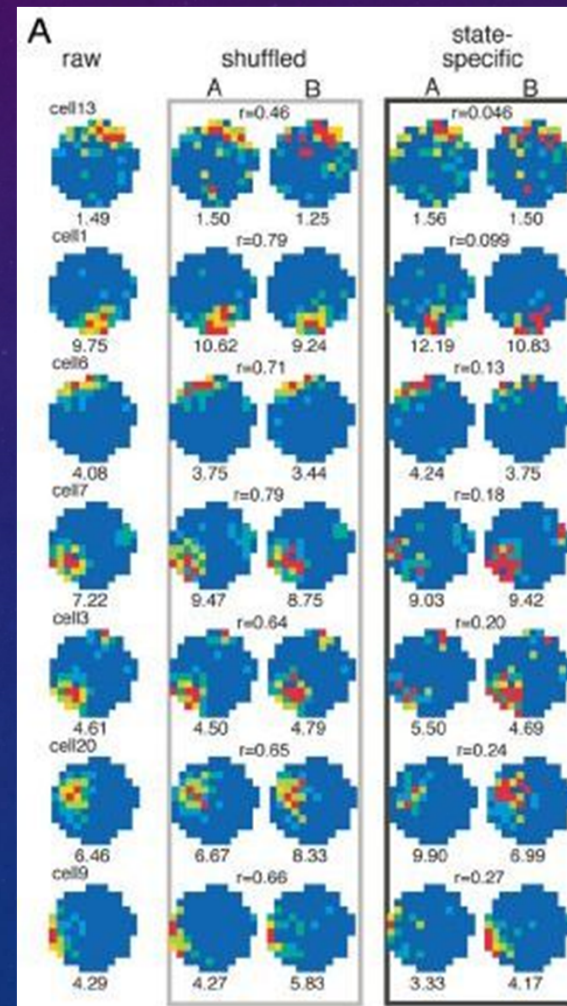 A
raw shuffled state-
specific
A B A B
cell13 r=0.46 r=0.046
1.49 1.50 1.25 1.56 1.50
cell1 r=0.79 r=0.099
9.75 10.62 9.24 12.19 10.83
cell6 r=0.71 r=0.13
4.08 3.75 3.44 4.24 3.75
cell7 r=0.79 r=0.18
7.22 9.47 8.75 9.03 9.42
cell3 r=0.64 r=0.20
4.61 4.50 4.79 5.50 4.69
cell20 r=0.65 r=0.24
6.46 6.67 8.33 9.90 6.99
cell9 r=0.66 r=0.27
4.29 4.27 5.83 3.33 4.17